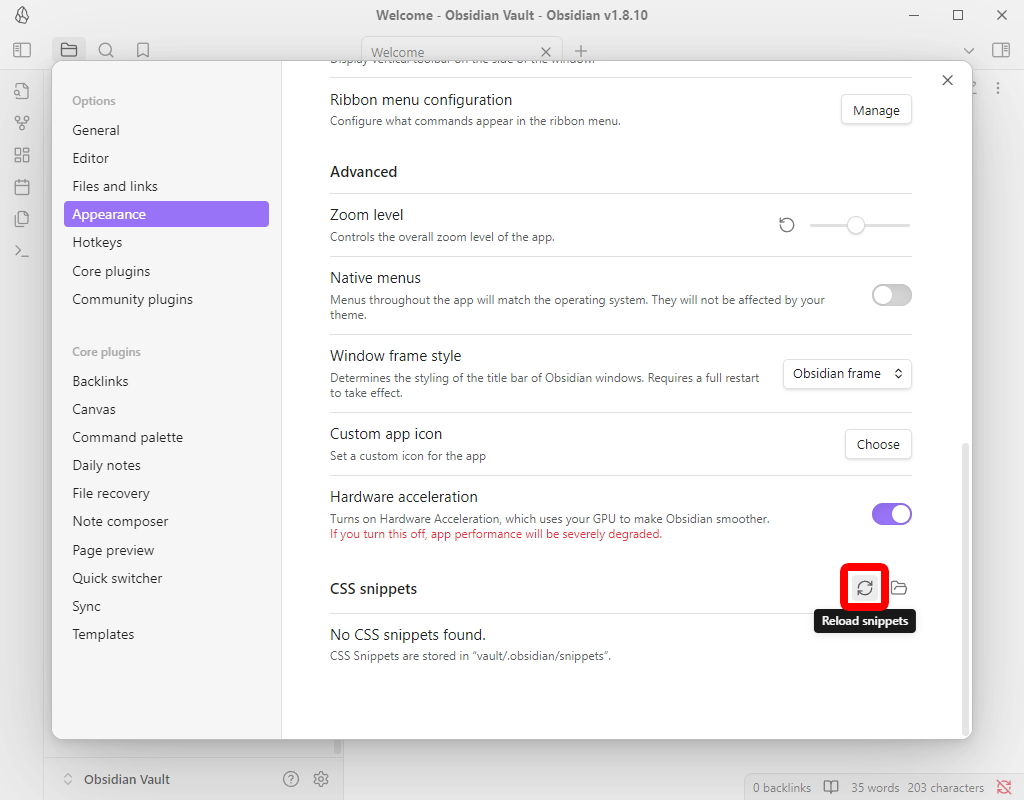 Welcome - Obsidian Vault - Obsidian v1.8.10
Welcome
Options
General
Editor
Files and links
Appearance
Hotkeys
Core plugins
Community plugins
Core plugins
Backlinks
Canvas
Command palette
Daily notes
File recovery
Note composer
Page preview
Quick switcher
Sync
Templates
Display vertical toolbar on the side of the window.
Ribbon menu configuration
Configure what commands appear in the ribbon menu.
Manage
Advanced
Zoom level
Controls the overall zoom level of the app.
Native menus
Menus throughout the app will match the operating system. They will not be affected by your
theme.
Window frame style
Determines the styling of the title bar of Obsidian windows. Requires a full restart
to take effect.
Obsidian frame
Custom app icon
Set a custom icon for the app
Choose
Hardware acceleration
Turns on Hardware Acceleration, which uses your GPU to make Obsidian smoother.
If you turn this off, app performance will be severely degraded.
CSS snippets
Reload snippets
No CSS snippets found.
CSS Snippets are stored in “vault/.obsidian/snippets”.
Obsidian Vault
0 backlinks
35 words
203 characters